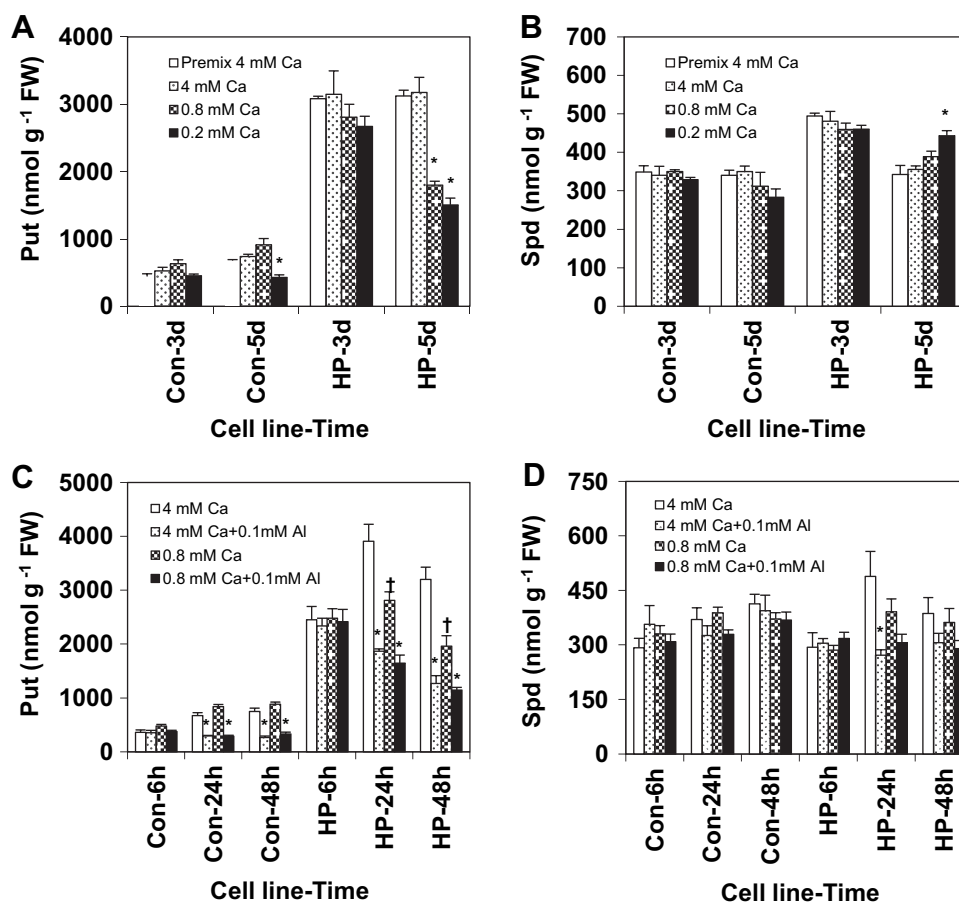 A
4000
3000
2000
1000
0
Put (nmol g -1 FW)
Premix 4 mM Ca
4 mM Ca
0.8 mM Ca
0.2 mM Ca
*
*
*
Con-3d
Con-5d
HP-3d
HP-5d
Cell line-Time
B
700
600
500
400
300
200
100
0
Spd (nmol g -1 FW)
Premix 4 mM Ca
4 mM Ca
0.8 mM Ca
0.2 mM Ca
*
Con-3d
Con-5d
HP-3d
HP-5d
Cell line-Time
C
5000
4000
3000
2000
1000
0
Put (nmol g -1 FW)
4 mM Ca
4 mM Ca+0.1mM Al
0.8 mM Ca
0.8 mM Ca+0.1mM Al
* * * * * † * * † *
Con-6h
Con-24h
Con-48h
HP-6h
HP-24h
HP-48h
Cell line-Time
D
750
600
450
300
150
0
Spd (nmol g -1 FW)
4 mM Ca
4 mM Ca+0.1mM Al
0.8 mM Ca
0.8 mM Ca+0.1mM Al
*
Con-6h
Con-24h
Con-48h
HP-6h
HP-24h
HP-48h
Cell line-Time